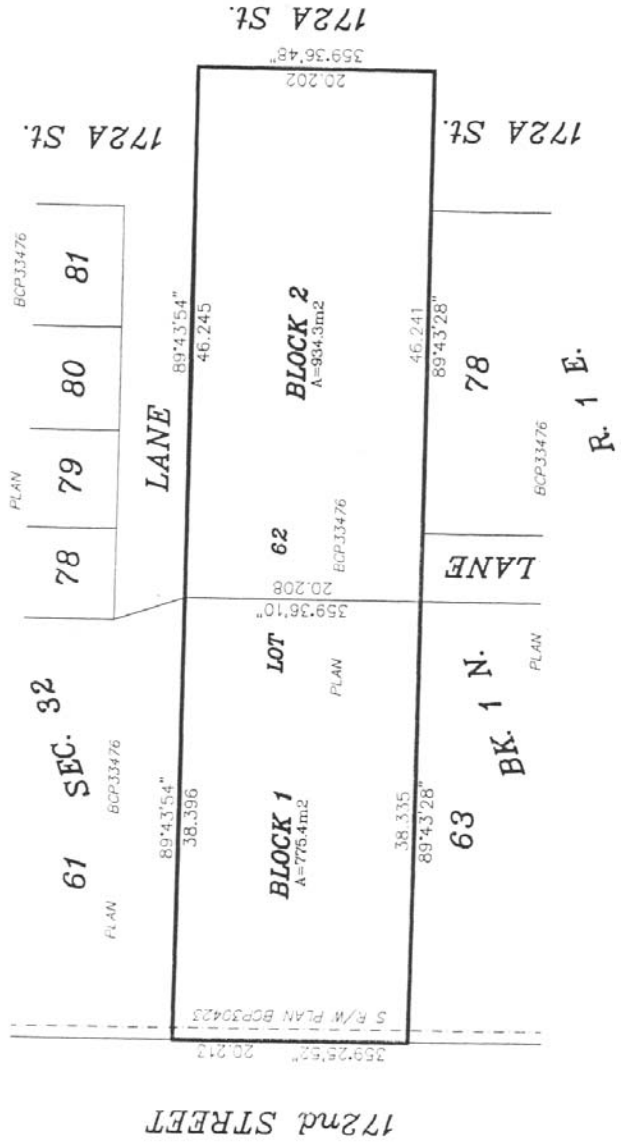 172A St.
359°36'48"
20.202
172A St.
172A St.
PLAN
BCP33476
78
79
80
81
LANE
89°43'54"
46.245
BLOCK 2
A=934.3m2
46.241
89°43'28"
78
BCP33476
R. 1 E.
62
BCP33476
LANE
20.208
359°36'10"
LOT
PLAN
PLAN
SEC. 32
61
PLAN
BCP33476
89°43'54"
38.396
BLOCK 1
A=775.4m2
38.335
89°43'28"
63
BK. 1 N.
S R/W PLAN BCP30423
20.213
359°25'52"
172nd STREET